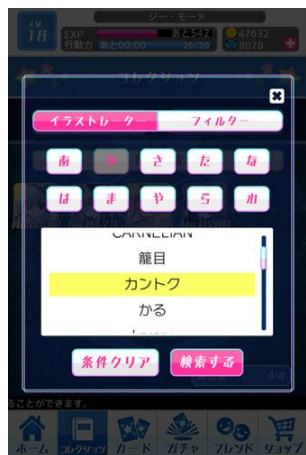 ジー・モード
LV.
18
EXP
あと542
47632
行動力
あと00:00
25/25
8078
コレクション
イラストレーター
フィルター
あ
か
さ
た
な
は
ま
や
ら
わ
CARNELIAN
籠目
カントク
かる
条件クリア
検索する
4/4
ることができます。
ホーム
コレクション
カード
ガチャ
フレンド
ショップ